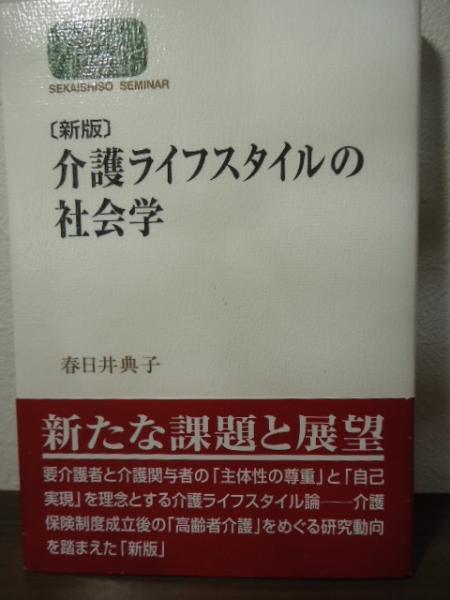 SEKAISHISO SEMINAR
〔新版〕
介護ライフスタイルの
社会学
春日井典子
新たな課題と展望
要介護者と介護関与者の「主体性の尊重」と「自己
実現」を理念とする介護ライフスタイル論――介護
保険制度成立後の「高齢者介護」をめぐる研究動向
を踏まえた「新版」